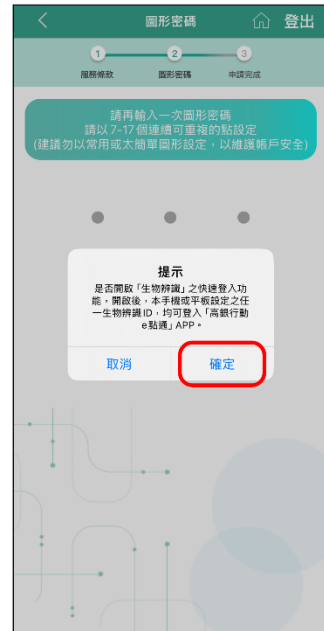 圖形密碼
登出
1
2
3
服務條款
圖形密碼
申請完成
請再輸入一次圖形密碼
請以7-17個連續可重複的點設定
(建議勿以常用或太簡單圖形設定，以維護帳戶安全)
提示
是否開啟「生物辨識」之快速登入功
能，開啟後，本手機或平板設定之任
一生物辨識ID，均可登入「高銀行動
e點通」APP。
取消
確定